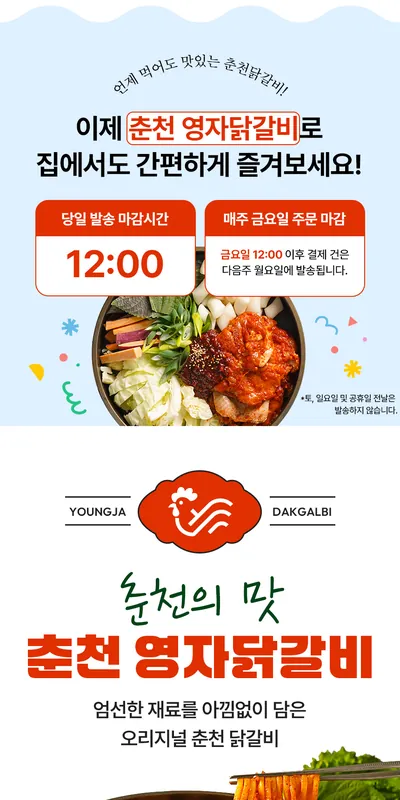 언제 먹어도 맛있는 춘천닭갈비!
이제 춘천 영자닭갈비로
집에서도 간편하게 즐겨보세요!
당일 발송 마감시간
12:00
매주 금요일 주문 마감
금요일 12:00 이후 결제 건은
다음주 월요일에 발송됩니다.
*토, 일요일 및 공휴일 전날은
발송하지 않습니다.
YOUNGJA DAKGALBI
춘천의 맛
춘천 영자닭갈비
엄선한 재료를 아낌없이 담은
오리지널 춘천 닭갈비